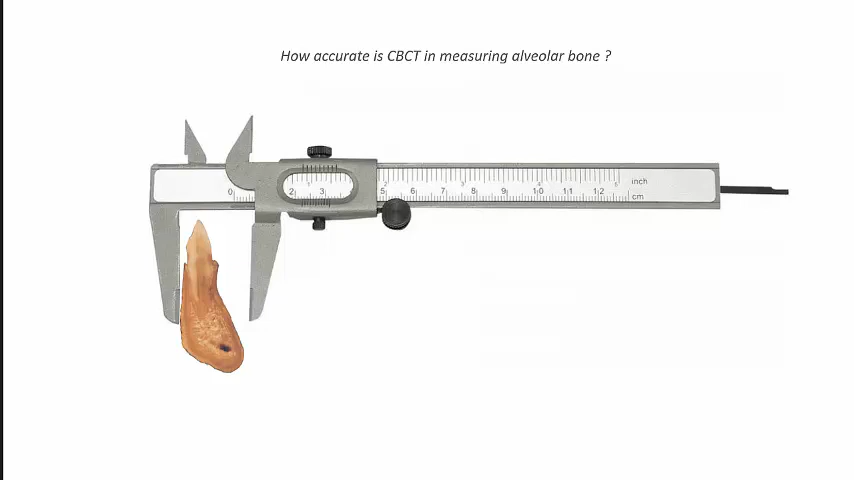 How accurate is CBCT in measuring alveolar bone ?
0 2 3 5 6 7 8 9 10 11 12
inch
cm